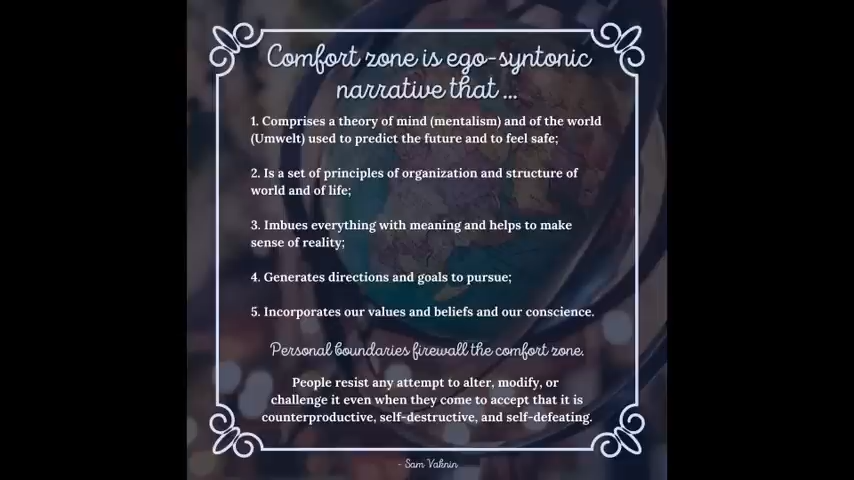 Comfort zone is ego-syntonic
narrative that ...
1. Comprises a theory of mind (mentalism) and of the world
(Umwelt) used to predict the future and to feel safe;
2. Is a set of principles of organization and structure of
world and of life;
3. Imbues everything with meaning and helps to make
sense of reality;
4. Generates directions and goals to pursue;
5. Incorporates our values and beliefs and our conscience.
Personal boundaries firewall the comfort zone.
People resist any attempt to alter, modify, or
challenge it even when they come to accept that it is
counterproductive, self-destructive, and self-defeating.
- Sam Vaknin